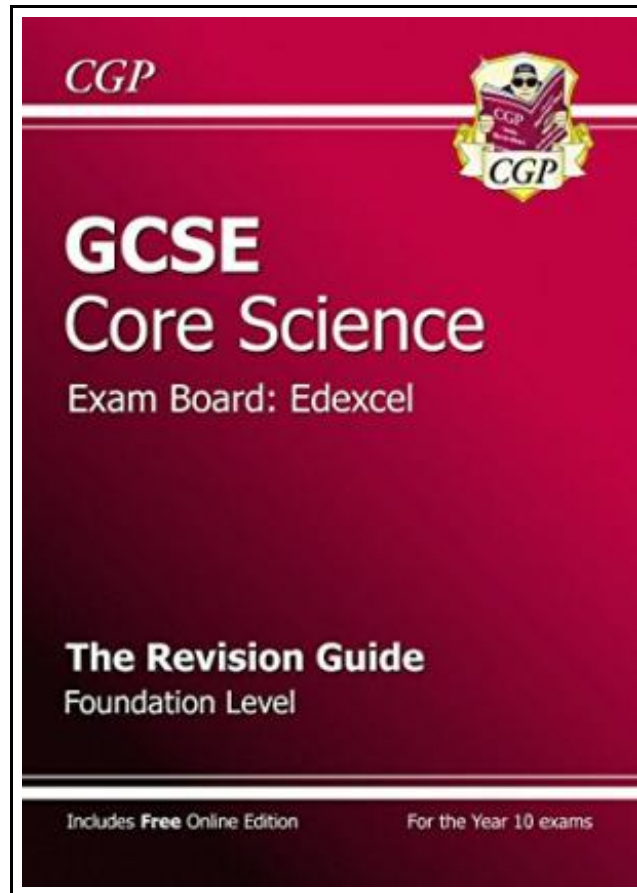 CGP
CGP
CGP
GCSE
Core Science
Exam Board: Edexcel
The Revision Guide
Foundation Level
Includes Free Online Edition
For the Year 10 exams